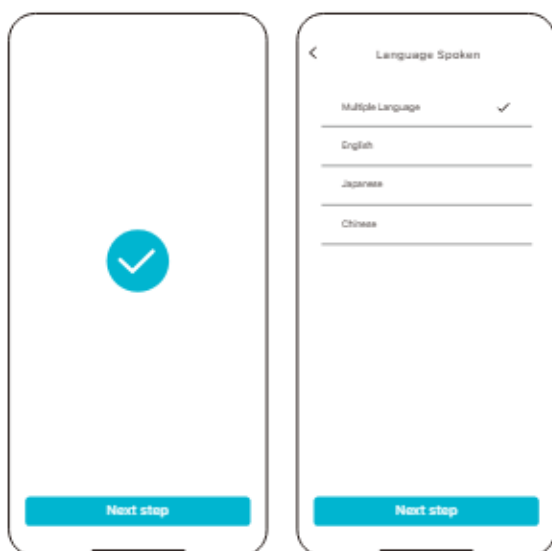 Next step
Language Spoken
Multiple Language
English
Japanese
Chinese
Next step